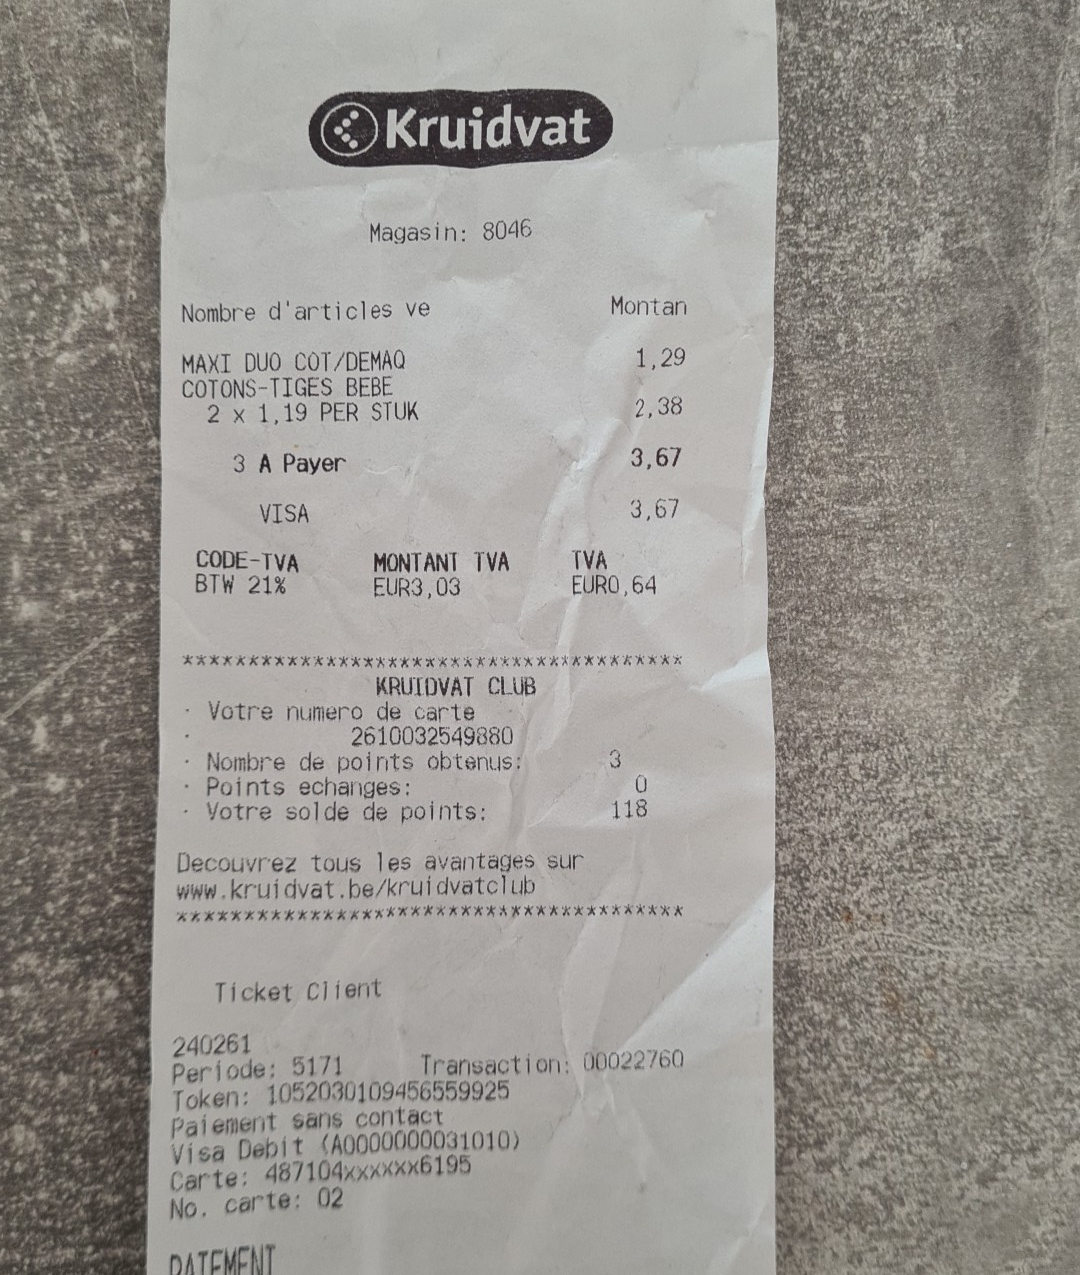 Kruidvat
Magasin: 8046
Nombre d'articles ve Montan
MAXI DUO COT/DEMAQ 1,29
COTONS-TIGES BEBE
2 x 1,19 PER STUK 2,38
3 A Payer 3,67
VISA 3,67
CODE-TVA MONTANT TVA TVA
BTW 21% EUR3,03 EUR0,64
***************************************
KRUIDVAT CLUB
· Votre numero de carte
· 2610032549880
· Nombre de points obtenus: 3
· Points echanges: 0
· Votre solde de points: 118
Decouvrez tous les avantages sur
www.kruidvat.be/kruidvatclub
***************************************
Ticket Client
240261
Periode: 5171 Transaction: 00022760
Token: 1052030109456559925
Paiement sans contact
Visa Debit (A0000000031010)
Carte: 487104xxxxxx6195
No. carte: 02
PAIEMENT